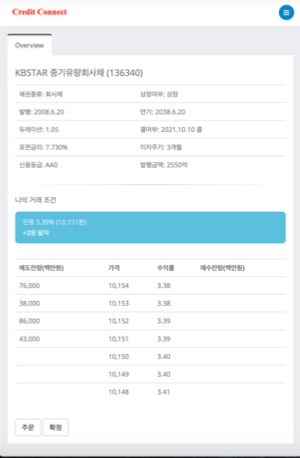 Credit Connect
Overview
KBSTAR 중기유량회사채 (136340)
채권종류: 회사채 상장여부: 상장
발행: 2008.6.20 만기: 2038.6.20
듀레이션: 1.05 콜여부: 2021.10.10 콜
표면금리: 7.730% 이자주기: 3개월
신용등급: AA0 발행금액: 2550억
나의 거래 조건
민평 3.39% (10,151원)
+2원 팔자
매도잔량(백만원) 가격 수익률 매수잔량(백만원)
76,000 10,154 3.38
38,000 10,153 3.38
86,000 10,152 3.39
43,000 10,151 3.39
10,150 3.40
10,149 3.40
10,148 3.41
주문 확정